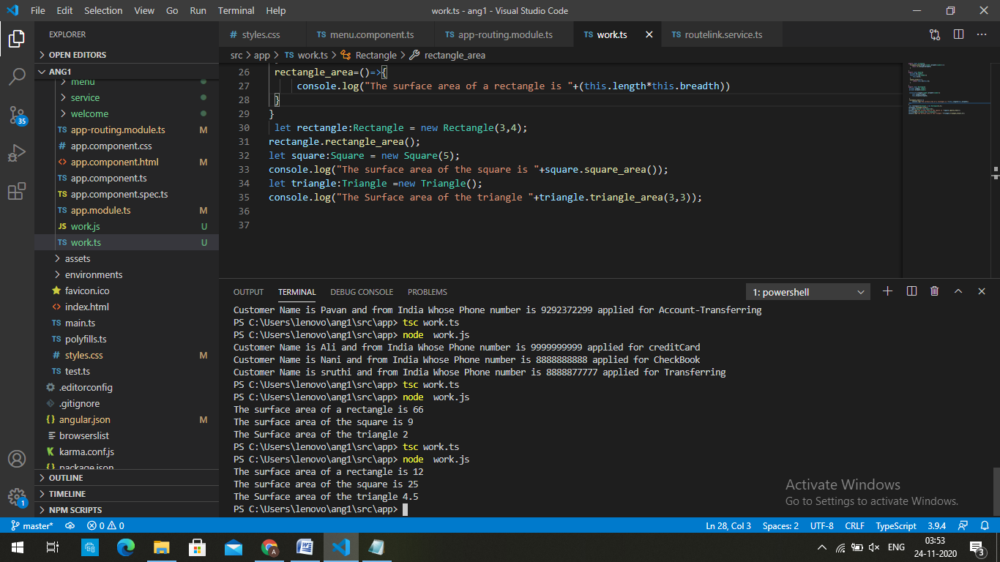 File Edit Selection View Go Run Terminal Help work.ts - ang1 - Visual Studio Code
EXPLORER
OPEN EDITORS
ANG1
menu
service
welcome
TS app-routing.module.ts M
# app.component.css
<> app.component.html M
TS app.component.ts
TS app.component.spec.ts
TS app.module.ts M
JS work.js U
TS work.ts U
assets
environments
favicon.ico
<> index.html
TS main.ts
TS polyfills.ts
# styles.css M
TS test.ts
.editorconfig
.gitignore
{} angular.json M
browserslist
K karma.conf.js
{} package.json
OUTLINE
TIMELINE
NPM SCRIPTS
35
1
# styles.css TS menu.component.ts TS app-routing.module.ts TS work.ts TS routelink.service.ts
src > app > TS work.ts > Rectangle > rectangle_area
26 rectangle_area=()=>{
27 console.log("The surface area of a rectangle is "+(this.length*this.breadth))
28 }
29 }
30 let rectangle:Rectangle = new Rectangle(3,4);
31 rectangle.rectangle_area();
32 let square:Square = new Square(5);
33 console.log("The surface area of the square is "+square.square_area());
34 let triangle:Triangle =new Triangle();
35 console.log("The Surface area of the triangle "+triangle.triangle_area(3,3));
36
37
OUTPUT TERMINAL DEBUG CONSOLE PROBLEMS 1: powershell
Customer Name is Pavan and from India Whose Phone number is 9292372299 applied for Account-Transferring
PS C:\Users\lenovo\ang1\src\app> tsc work.ts
PS C:\Users\lenovo\ang1\src\app> node  work.js
Customer Name is Ali and from India Whose Phone number is 9999999999 applied for creditCard
Customer Name is Nani and from India Whose Phone number is 8888888888 applied for CheckBook
Customer Name is sruthi and from India Whose Phone number is 8888877777 applied for Transferring
PS C:\Users\lenovo\ang1\src\app> tsc work.ts
PS C:\Users\lenovo\ang1\src\app> node  work.js
The surface area of a rectangle is 66
The surface area of the square is 9
The Surface area of the triangle 2
PS C:\Users\lenovo\ang1\src\app> tsc work.ts
PS C:\Users\lenovo\ang1\src\app> node  work.js
The surface area of a rectangle is 12
The surface area of the square is 25
The Surface area of the triangle 4.5
PS C:\Users\lenovo\ang1\src\app>
Activate Windows
Go to Settings to activate Windows.
master* 0 0 Ln 28, Col 3 Spaces: 2 UTF-8 CRLF TypeScript 3.9.4
ENG 03:53
24-11-2020 3